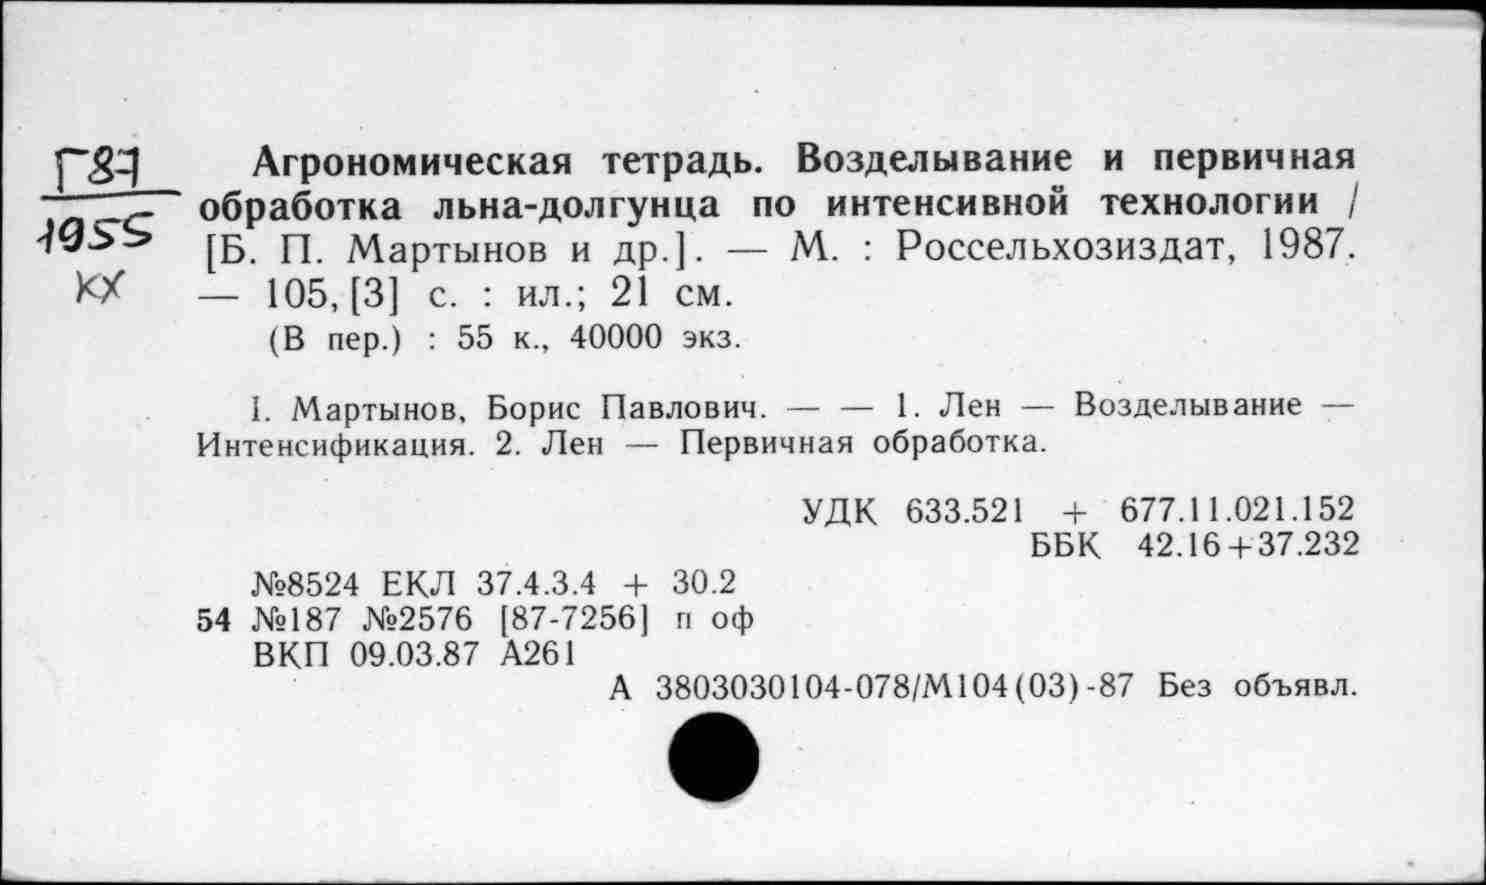 Г87
1955
кх
Агрономическая тетрадь. Возделывание и первичная
обработка льна-долгунца по интенсивной технологии /
[Б. П. Мартынов и др.]. — М. : Россельхозиздат, 1987.
— 105, [3] с. : ил.; 21 см.
(В пер.) : 55 к., 40000 экз.
I. Мартынов, Борис Павлович. — — 1. Лен — Возделывание —
Интенсификация. 2. Лен — Первичная обработка.
УДК 633.521 + 677.11.021.152
ББК 42.16+37.232
№8524 ЕКЛ 37.4.3.4 + 30.2
54 №187 №2576 [87-7256] п оф
ВКП 09.03.87 А261
А 3803030104-078/М104(03)-87 Без объявл.